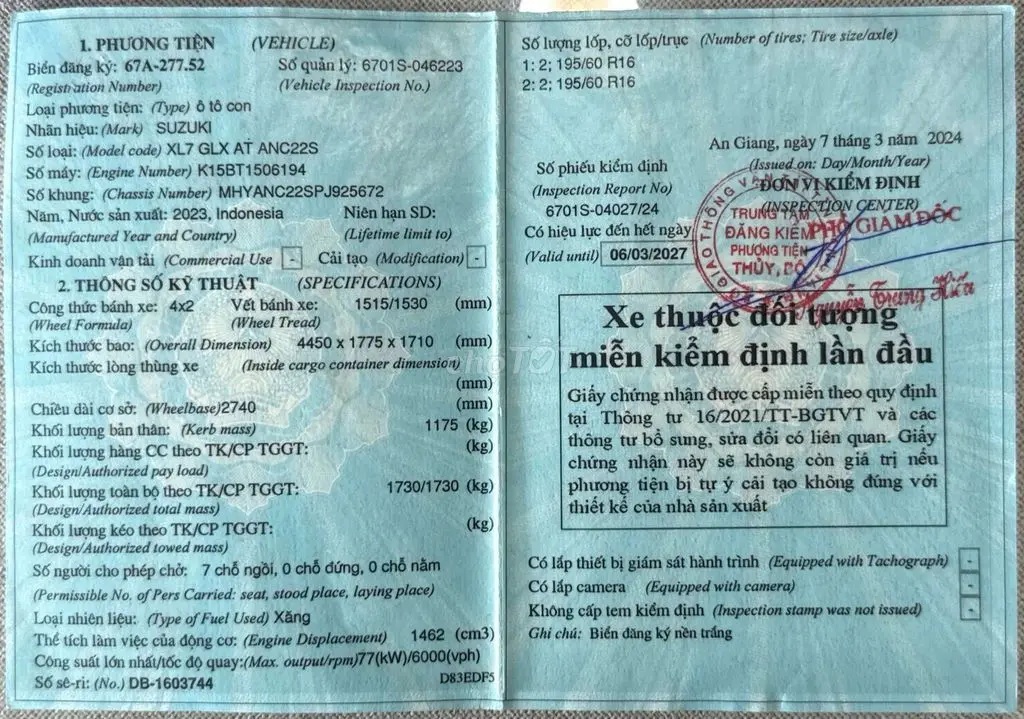 1. PHƯƠNG TIỆN (VEHICLE)
Biển đăng ký: 67A-277.52 Số quản lý: 6701S-046223
(Registration Number) (Vehicle Inspection No.)
Loại phương tiện: (Type) ô tô con
Nhãn hiệu: (Mark) SUZUKI
Số loại: (Model code) XL7 GLX AT ANC22S
Số máy: (Engine Number) K15BT1506194
Số khung: (Chassis Number) MHYANC22SPJ925672
Năm, Nước sản xuất: 2023, Indonesia Niên hạn SD:
(Manufactured Year and Country) (Lifetime limit to)
Kinh doanh vận tải (Commercial Use - Cải tạo (Modification) -
2. THÔNG SỐ KỸ THUẬT (SPECIFICATIONS)
Công thức bánh xe: 4x2 Vết bánh xe: 1515/1530 (mm)
(Wheel Formula) (Wheel Tread)
Kích thước bao: (Overall Dimension) 4450 x 1775 x 1710 (mm)
Kích thước lòng thùng xe (Inside cargo container dimension)
(mm)
Chiều dài cơ sở: (Wheelbase)2740 (mm)
Khối lượng bản thân: (Kerb mass) 1175 (kg)
Khối lượng hàng CC theo TK/CP TGGT: (kg)
(Design/Authorized pay load)
Khối lượng toàn bộ theo TK/CP TGGT: 1730/1730 (kg)
(Design/Authorized total mass)
Khối lượng kéo theo TK/CP TGGT: (kg)
(Design/Authorized towed mass)
Số người cho phép chở: 7 chỗ ngồi, 0 chỗ đứng, 0 chỗ nằm
(Permissible No. of Pers Carried: seat, stood place, laying place)
Loại nhiên liệu: (Type of Fuel Used) Xăng
Thể tích làm việc của động cơ: (Engine Displacement) 1462 (cm3)
Công suất lớn nhất/tốc độ quay:(Max. output/rpm)77(kW)/6000(vph)
Số sê-ri: (No.) DB-1603744 D83EDF5
Số lượng lốp, cỡ lốp/trục (Number of tires; Tire size/axle)
1: 2; 195/60 R16
2: 2; 195/60 R16
An Giang, ngày 7 tháng 3 năm 2024
Số phiếu kiểm định (Issued on: Day/Month/Year)
(Inspection Report No) ĐƠN VỊ KIỂM ĐỊNH
6701S-04027/24 (INSPECTION CENTER)
PHÓ GIÁM ĐỐC
Có hiệu lực đến hết ngày
(Valid until) 06/03/2027
TRUNG TÂM
ĐĂNG KIỂM
PHƯƠNG TIỆN
THỦY, BỘ
Nguyễn Trung Hiếu
Xe thuộc đối tượng
miễn kiểm định lần đầu
Giấy chứng nhận được cấp miễn theo quy định
tại Thông tư 16/2021/TT-BGTVT và các
thông tư bổ sung, sửa đổi có liên quan. Giấy
chứng nhận này sẽ không còn giá trị nếu
phương tiện bị tự ý cải tạo không đúng với
thiết kế của nhà sản xuất
Có lắp thiết bị giám sát hành trình (Equipped with Tachograph) -
Có lắp camera (Equipped with camera) -
Không cấp tem kiểm định (Inspection stamp was not issued) -
Ghi chú: Biển đăng ký nền trắng